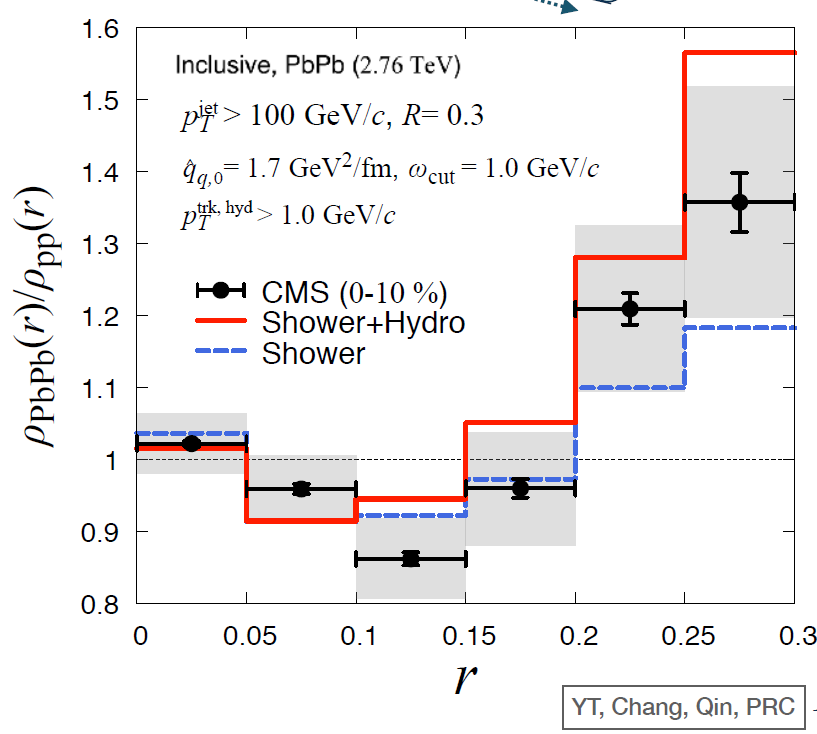 Inclusive, PbPb (2.76 TeV)
p_T^jet > 100 GeV/c, R= 0.3
q̂_q,0= 1.7 GeV²/fm, ω_cut = 1.0 GeV/c
p_T^trk, hyd > 1.0 GeV/c
CMS (0-10 %)
Shower+Hydro
Shower
ρ_PbPb(r)/ρ_pp(r)
1.6
1.5
1.4
1.3
1.2
1.1
1
0.9
0.8
0 0.05 0.1 0.15 0.2 0.25 0.3
r
YT, Chang, Qin, PRC